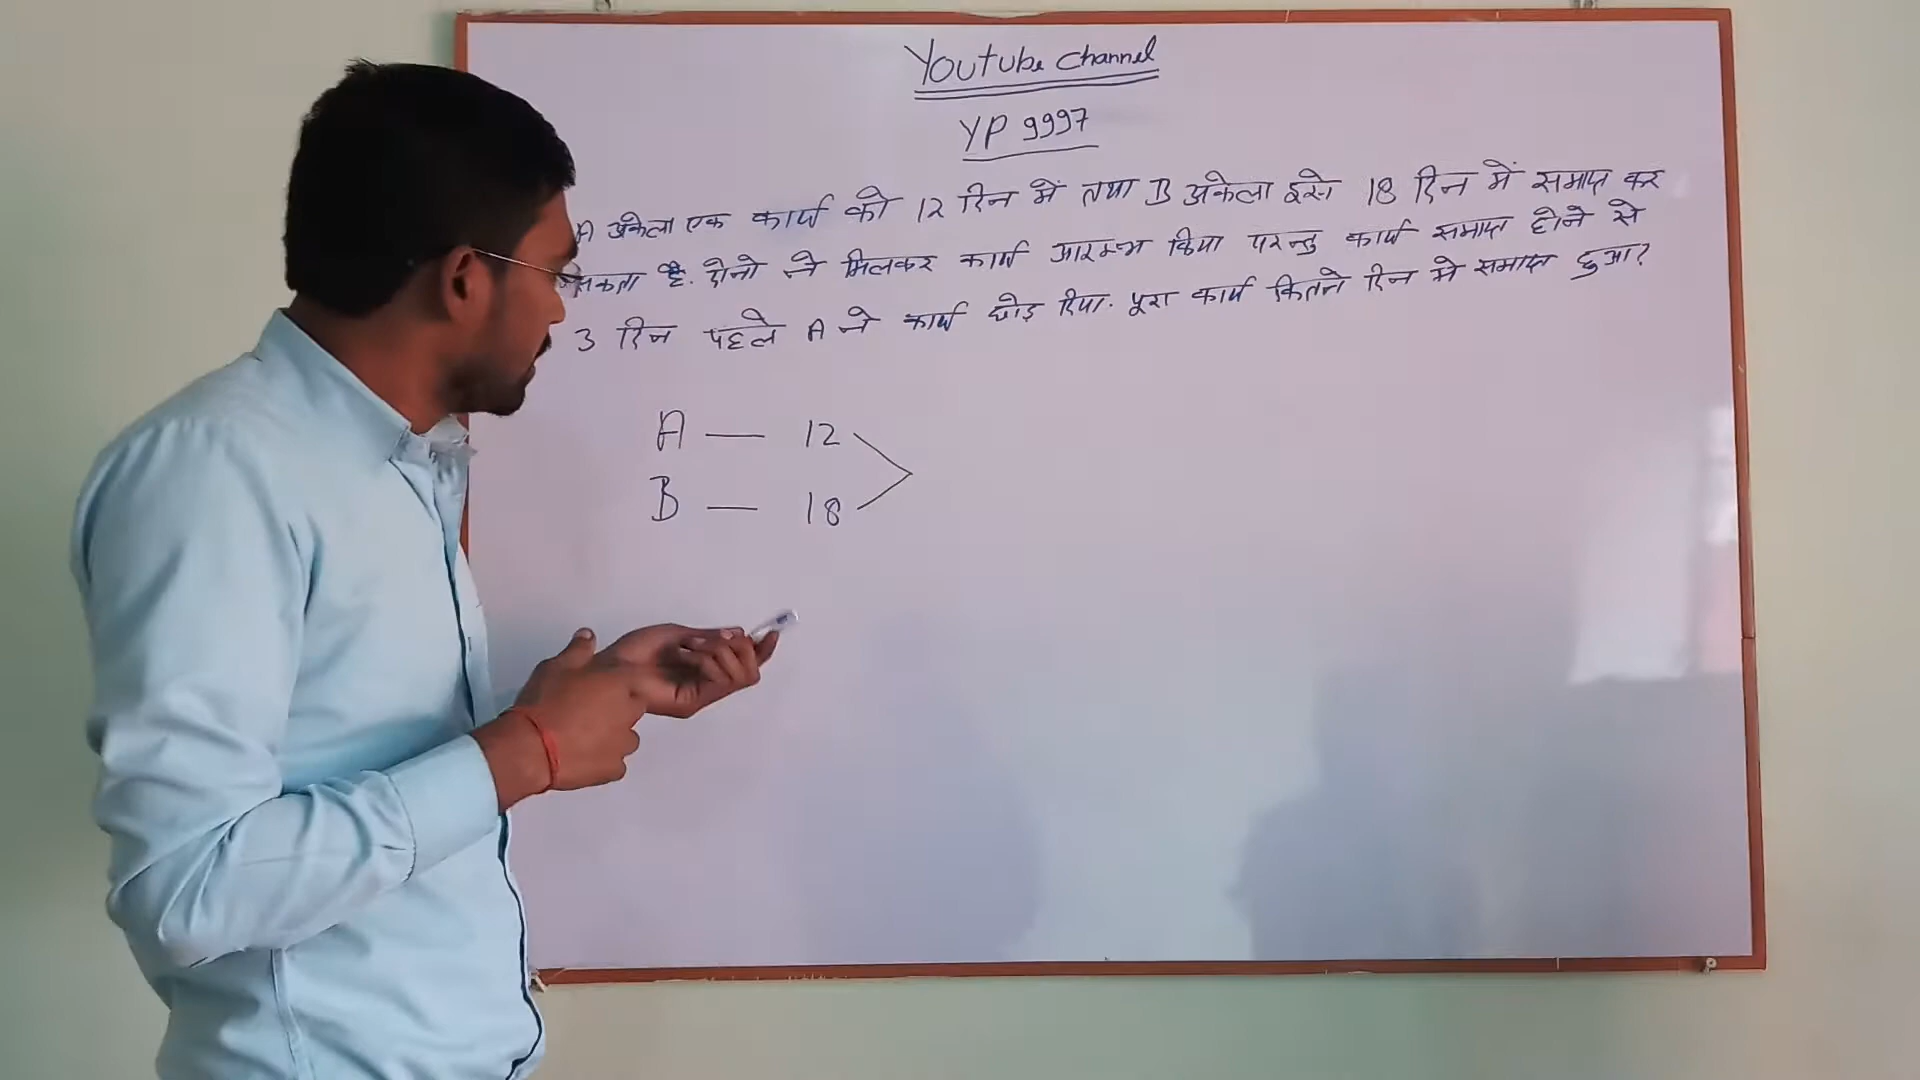 Youtube Channel
YP 9997
A अकेला एक कार्य को 12 दिन में तथा B अकेला इसे 18 दिन में समाप्त कर
सकता है. दोनो ने मिलकर कार्य आरम्भ किया परन्तु कार्य समाप्त होने से
3 दिन पहले A ने कार्य छोड़ दिया. पूरा कार्य कितने दिन मे समाप्त हुआ?
A — 12
B — 18